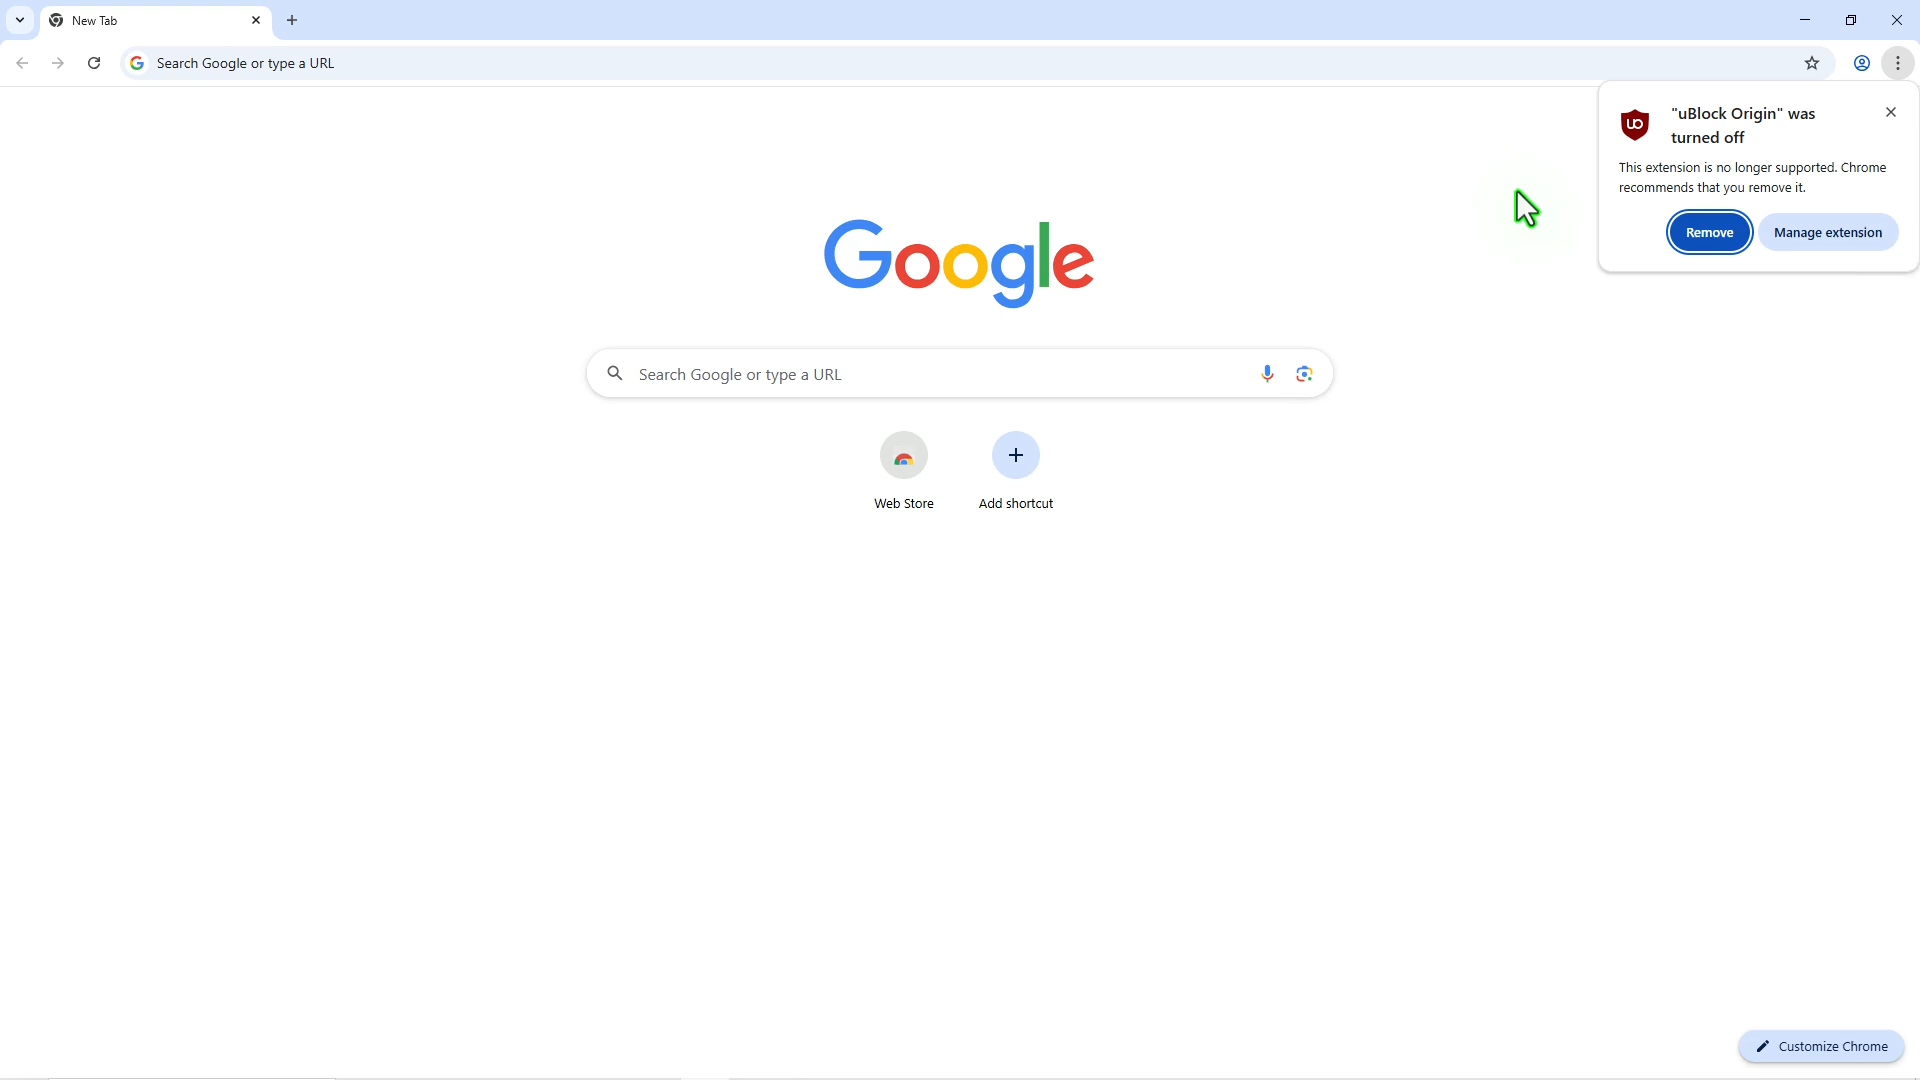 New Tab
Search Google or type a URL
"uBlock Origin" was
turned off
This extension is no longer supported. Chrome
recommends that you remove it.
Remove
Manage extension
Google
Search Google or type a URL
Web Store
Add shortcut
Customize Chrome